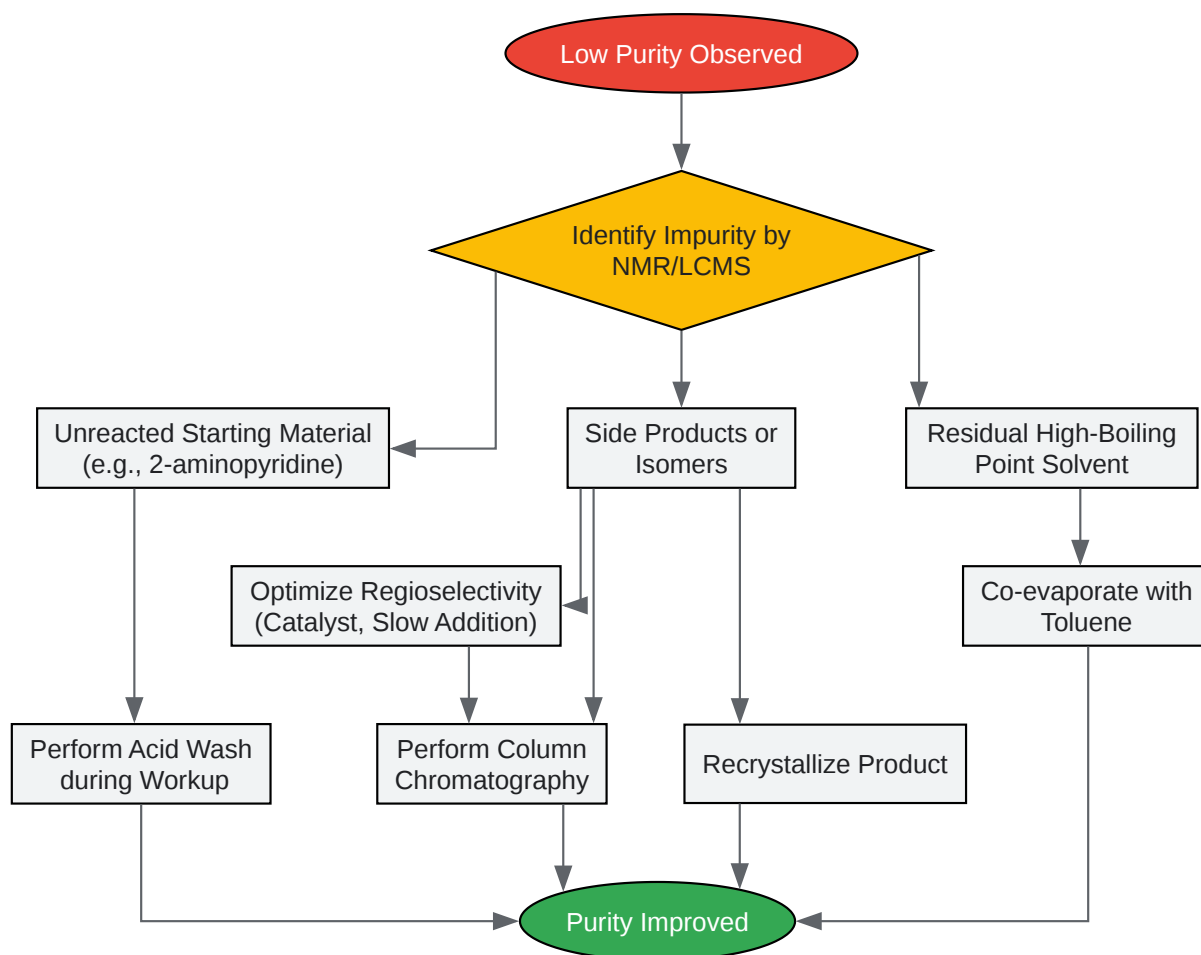 Low Purity Observed
Identify Impurity by
NMR/LCMS
Unreacted Starting Material
(e.g., 2-aminopyridine)
Side Products or
Isomers
Residual High-Boiling
Point Solvent
Optimize Regioselectivity
(Catalyst, Slow Addition)
Co-evaporate with
Toluene
Perform Acid Wash
during Workup
Perform Column
Chromatography
Recrystallize Product
Purity Improved